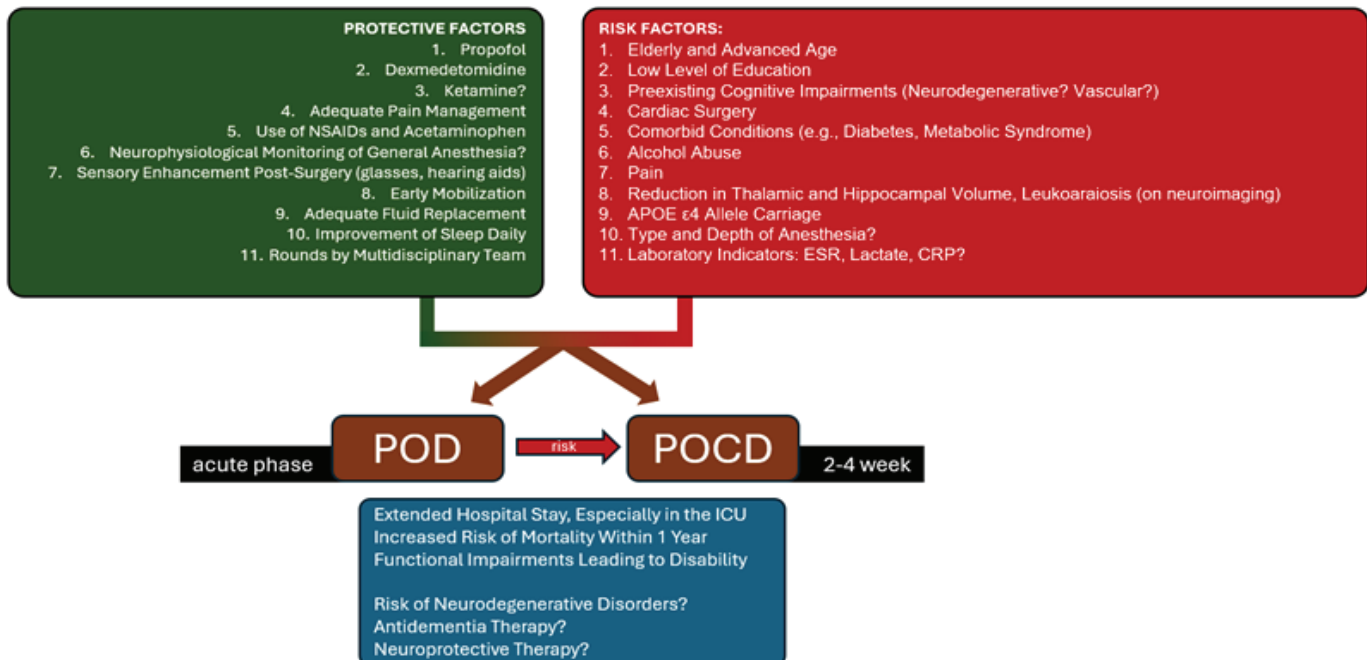 PROTECTIVE FACTORS
1. Propofol
2. Dexmedetomidine
3. Ketamine?
4. Adequate Pain Management
5. Use of NSAIDs and Acetaminophen
6. Neurophysiological Monitoring of General Anesthesia?
7. Sensory Enhancement Post-Surgery (glasses, hearing aids)
8. Early Mobilization
9. Adequate Fluid Replacement
10. Improvement of Sleep Daily
11. Rounds by Multidisciplinary Team
RISK FACTORS:
1. Elderly and Advanced Age
2. Low Level of Education
3. Preexisting Cognitive Impairments (Neurodegenerative? Vascular?)
4. Cardiac Surgery
5. Comorbid Conditions (e.g., Diabetes, Metabolic Syndrome)
6. Alcohol Abuse
7. Pain
8. Reduction in Thalamic and Hippocampal Volume, Leukoaraiosis (on neuroimaging)
9. APOE ε4 Allele Carriage
10. Type and Depth of Anesthesia?
11. Laboratory Indicators: ESR, Lactate, CRP?
acute phase
POD
risk
POCD
2-4 week
Extended Hospital Stay, Especially in the ICU
Increased Risk of Mortality Within 1 Year
Functional Impairments Leading to Disability
Risk of Neurodegenerative Disorders?
Antidementia Therapy?
Neuroprotective Therapy?